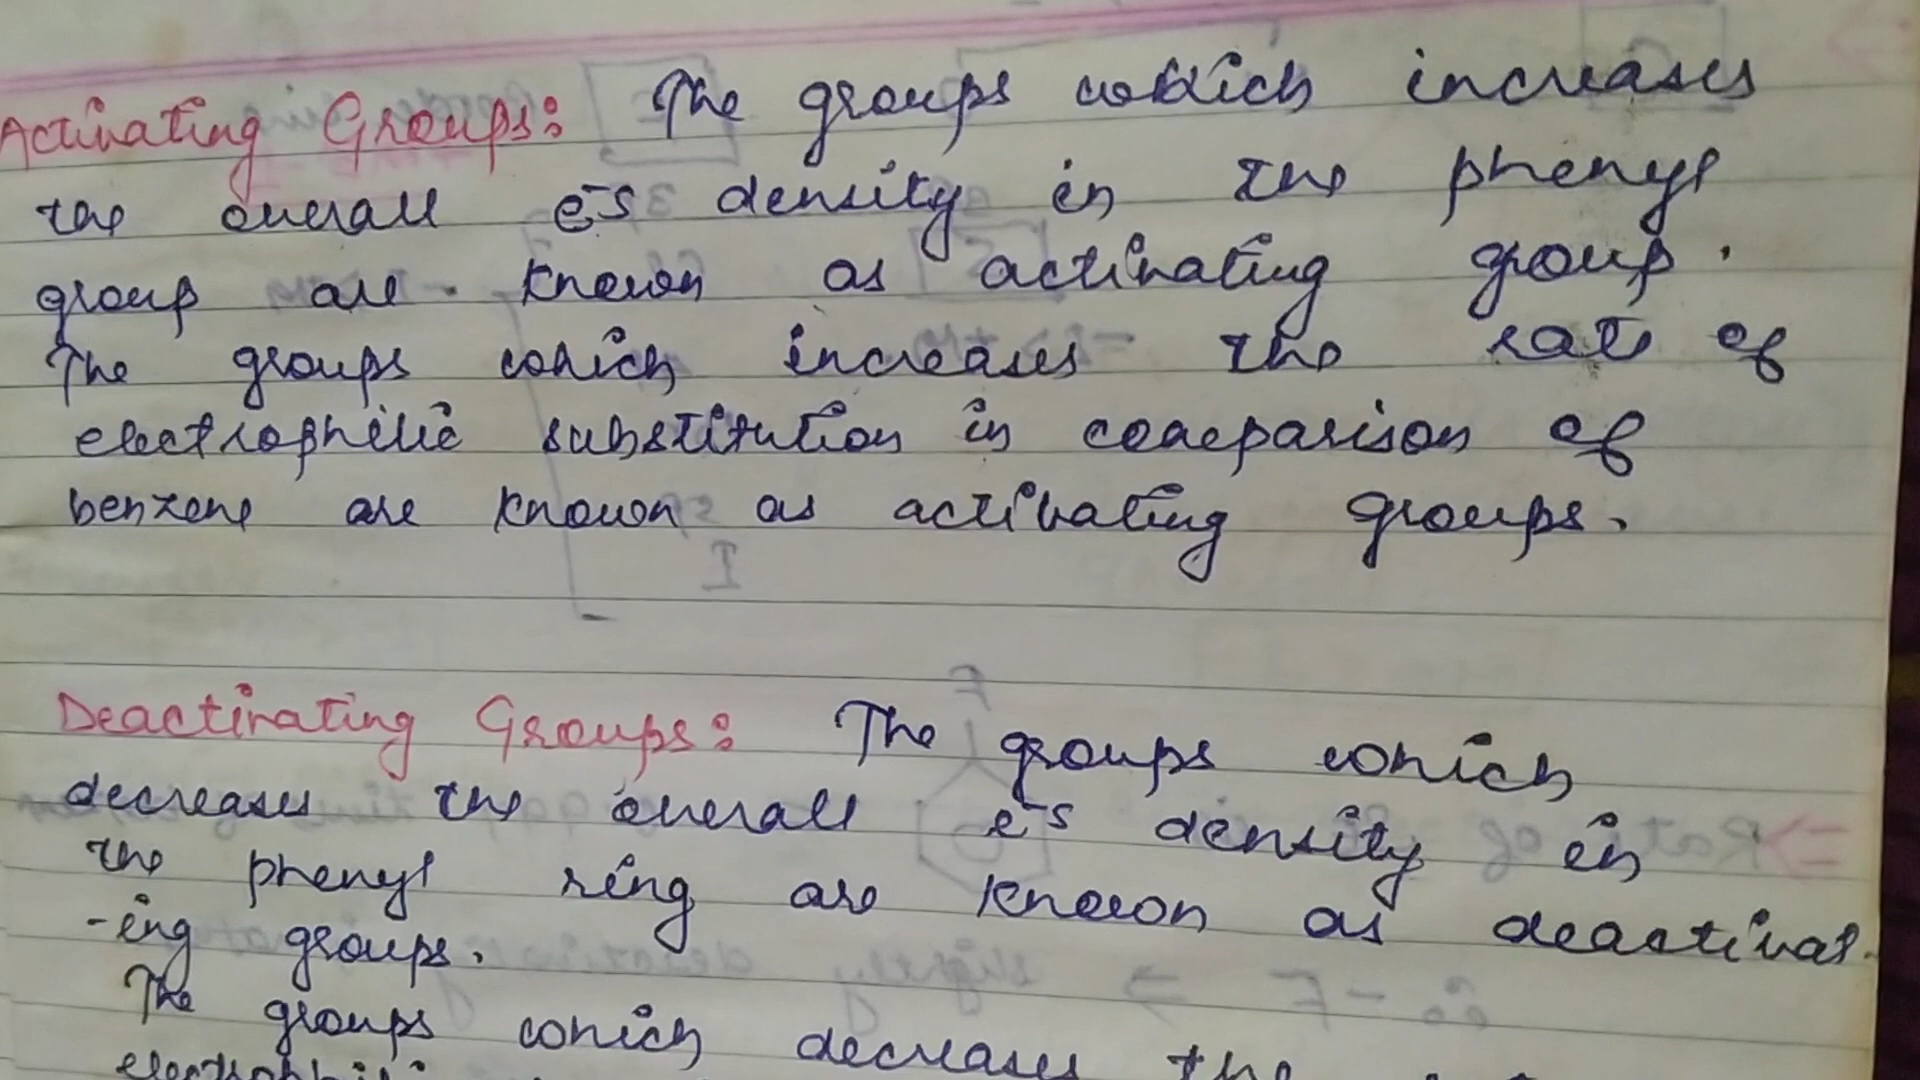 Activating Groups: The groups which increases
the overall e⁻s density in the phenyl
group are known as activating group.
The groups which increases the rate of
electrophilic substitution in comparison of
benzene are known as activating groups.
Deactivating Groups: The groups which
decreases the overall e⁻s density in
the phenyl ring are known as deactivat-
-ing groups.
The groups which decreases the